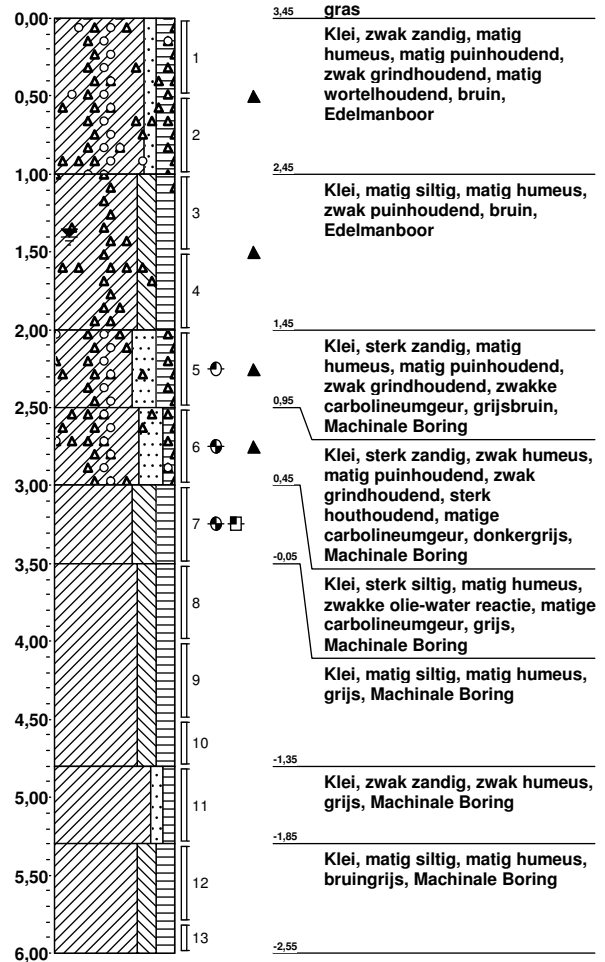 0,00
0,50
1,00
1,50
2,00
2,50
3,00
3,50
4,00
4,50
5,00
5,50
6,00
1
2
3
4
5
6
7
8
9
10
11
12
13
3,45
gras
Klei, zwak zandig, matig
humeus, matig puinhoudend,
zwak grindhoudend, matig
wortelhoudend, bruin,
Edelmanboor
2,45
Klei, matig siltig, matig humeus,
zwak puinhoudend, bruin,
Edelmanboor
1,45
Klei, sterk zandig, matig
humeus, matig puinhoudend,
zwak grindhoudend, zwakke
carbolineumgeur, grijsbruin,
Machinale Boring
0,95
Klei, sterk zandig, zwak humeus,
matig puinhoudend, zwak
grindhoudend, sterk
houthoudend, matige
carbolineumgeur, donkergrijs,
Machinale Boring
0,45
Klei, sterk siltig, matig humeus,
zwakke olie-water reactie, matige
carbolineumgeur, grijs,
Machinale Boring
-0,05
Klei, matig siltig, matig humeus,
grijs, Machinale Boring
-1,35
Klei, zwak zandig, zwak humeus,
grijs, Machinale Boring
-1,85
Klei, matig siltig, matig humeus,
bruingrijs, Machinale Boring
-2,55